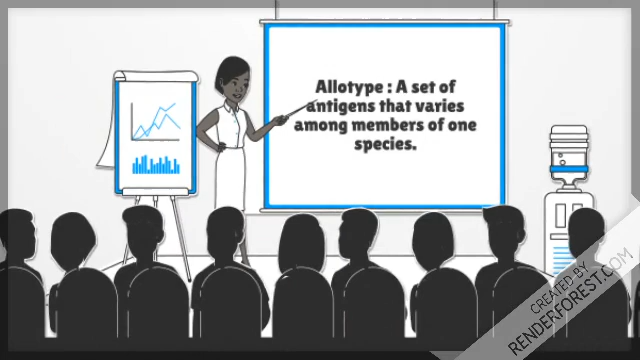 Allotype : A set of
antigens that varies
among members of one
species.
CREATED BY
RENDERFOREST.COM